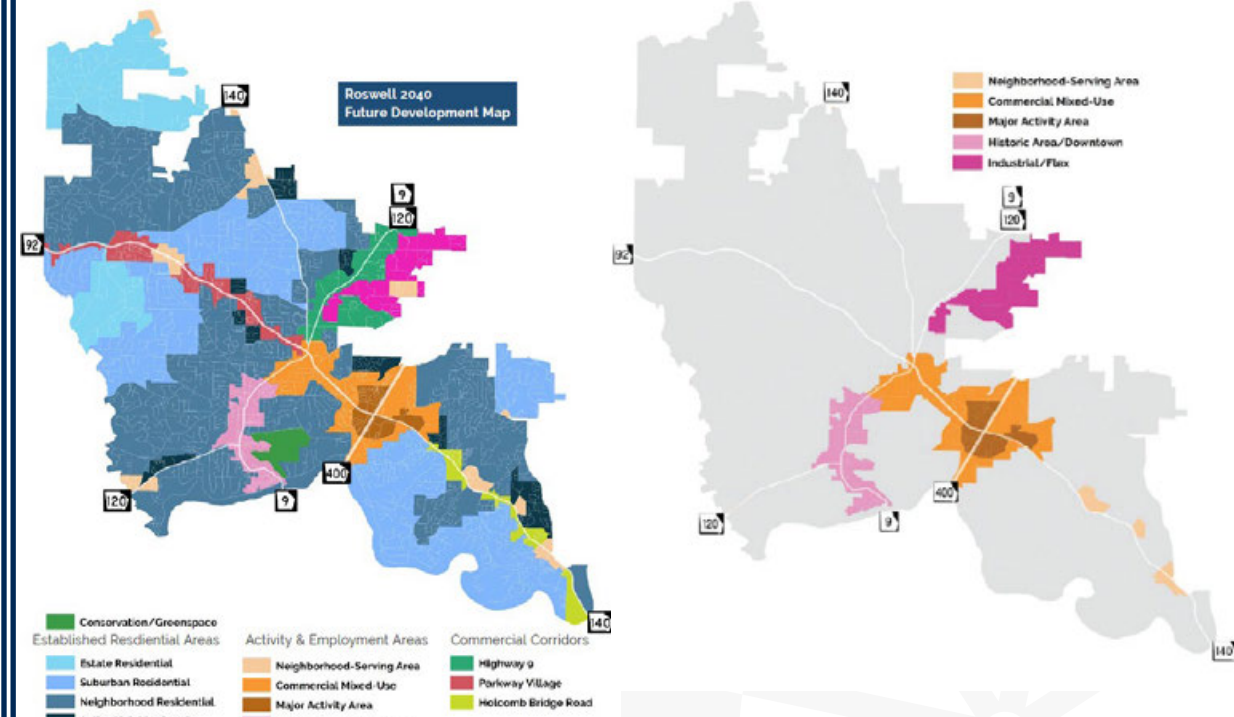 Roswell 2040
Future Development Map
140
9
120
92
400
120
9
140
Conservation/Greenspace
Established Resdiential Areas
Estate Residential
Suburban Residential
Neighborhood Residential
Activity & Employment Areas
Neighborhood-Serving Area
Commercial Mixed-Use
Major Activity Area
Commercial Corridors
Highway 9
Parkway Village
Holcomb Bridge Road
Neighborhood-Serving Area
Commercial Mixed-Use
Major Activity Area
Historic Area/Downtown
Industrial/Flex
140
9
120
92
400
120
9
140